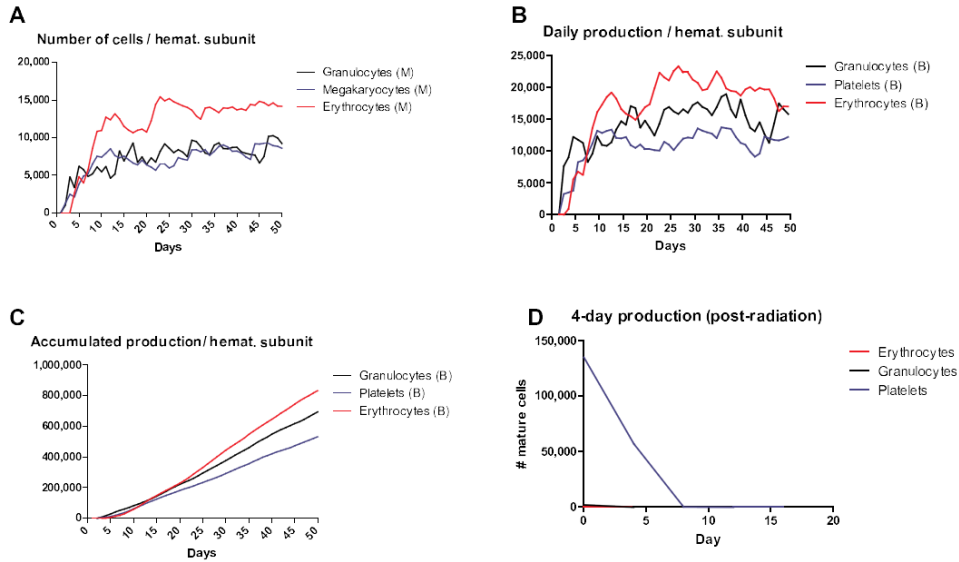 A
Number of cells / hemat. subunit
20,000
15,000
10,000
5,000
0
0
5
10
15
20
25
30
35
40
45
50
Days
Granulocytes (M)
Megakaryocytes (M)
Erythrocytes (M)
B
Daily production / hemat. subunit
25,000
20,000
15,000
10,000
5,000
0
0
5
10
15
20
25
30
35
40
45
50
Days
Granulocytes (B)
Platelets (B)
Erythrocytes (B)
C
Accumulated production/ hemat. subunit
1,000,000
800,000
600,000
400,000
200,000
0
0
5
10
15
20
25
30
35
40
45
50
Days
Granulocytes (B)
Platelets (B)
Erythrocytes (B)
D
4-day production (post-radiation)
# mature cells
150,000
100,000
50,000
0
0
5
10
15
20
Day
Erythrocytes
Granulocytes
Platelets